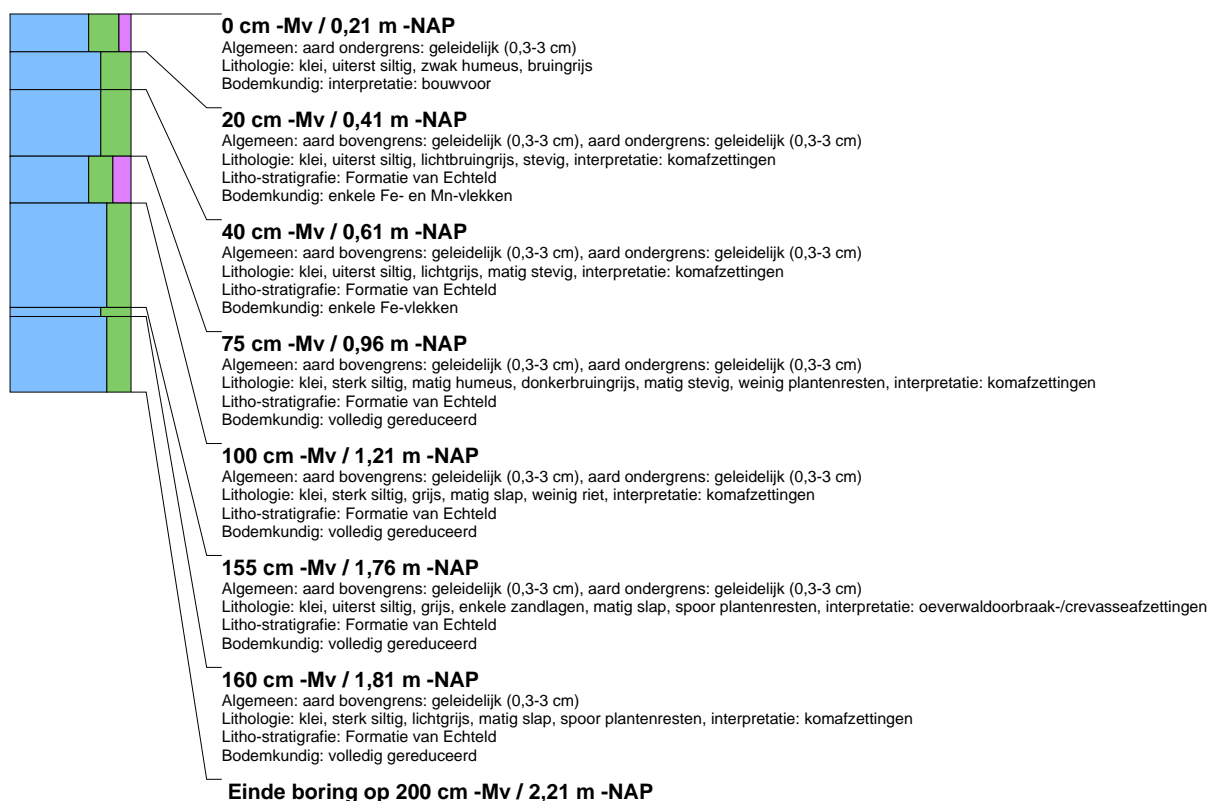 0 cm -Mv / 0,21 m -NAP
Algemeen: aard ondergrens: geleidelijk (0,3-3 cm)
Lithologie: klei, uiterst siltig, zwak humeus, bruingrijs
Bodemkundig: interpretatie: bouwvoor
20 cm -Mv / 0,41 m -NAP
Algemeen: aard bovengrens: geleidelijk (0,3-3 cm), aard ondergrens: geleidelijk (0,3-3 cm)
Lithologie: klei, uiterst siltig, lichtbruingrijs, stevig, interpretatie: komafzettingen
Litho-stratigrafie: Formatie van Echteld
Bodemkundig: enkele Fe- en Mn-vlekken
40 cm -Mv / 0,61 m -NAP
Algemeen: aard bovengrens: geleidelijk (0,3-3 cm), aard ondergrens: geleidelijk (0,3-3 cm)
Lithologie: klei, uiterst siltig, lichtgrijs, matig stevig, interpretatie: komafzettingen
Litho-stratigrafie: Formatie van Echteld
Bodemkundig: enkele Fe-vlekken
75 cm -Mv / 0,96 m -NAP
Algemeen: aard bovengrens: geleidelijk (0,3-3 cm), aard ondergrens: geleidelijk (0,3-3 cm)
Lithologie: klei, sterk siltig, matig humeus, donkerbruingrijs, matig stevig, weinig plantenresten, interpretatie: komafzettingen
Litho-stratigrafie: Formatie van Echteld
Bodemkundig: volledig gereduceerd
100 cm -Mv / 1,21 m -NAP
Algemeen: aard bovengrens: geleidelijk (0,3-3 cm), aard ondergrens: geleidelijk (0,3-3 cm)
Lithologie: klei, sterk siltig, grijs, matig slap, weinig riet, interpretatie: komafzettingen
Litho-stratigrafie: Formatie van Echteld
Bodemkundig: volledig gereduceerd
155 cm -Mv / 1,76 m -NAP
Algemeen: aard bovengrens: geleidelijk (0,3-3 cm), aard ondergrens: geleidelijk (0,3-3 cm)
Lithologie: klei, uiterst siltig, grijs, enkele zandlagen, matig slap, spoor plantenresten, interpretatie: oeverwaldoorbraak-/crevasseafzettingen
Litho-stratigrafie: Formatie van Echteld
Bodemkundig: volledig gereduceerd
160 cm -Mv / 1,81 m -NAP
Algemeen: aard bovengrens: geleidelijk (0,3-3 cm)
Lithologie: klei, sterk siltig, lichtgrijs, matig slap, spoor plantenresten, interpretatie: komafzettingen
Litho-stratigrafie: Formatie van Echteld
Bodemkundig: volledig gereduceerd
Einde boring op 200 cm -Mv / 2,21 m -NAP